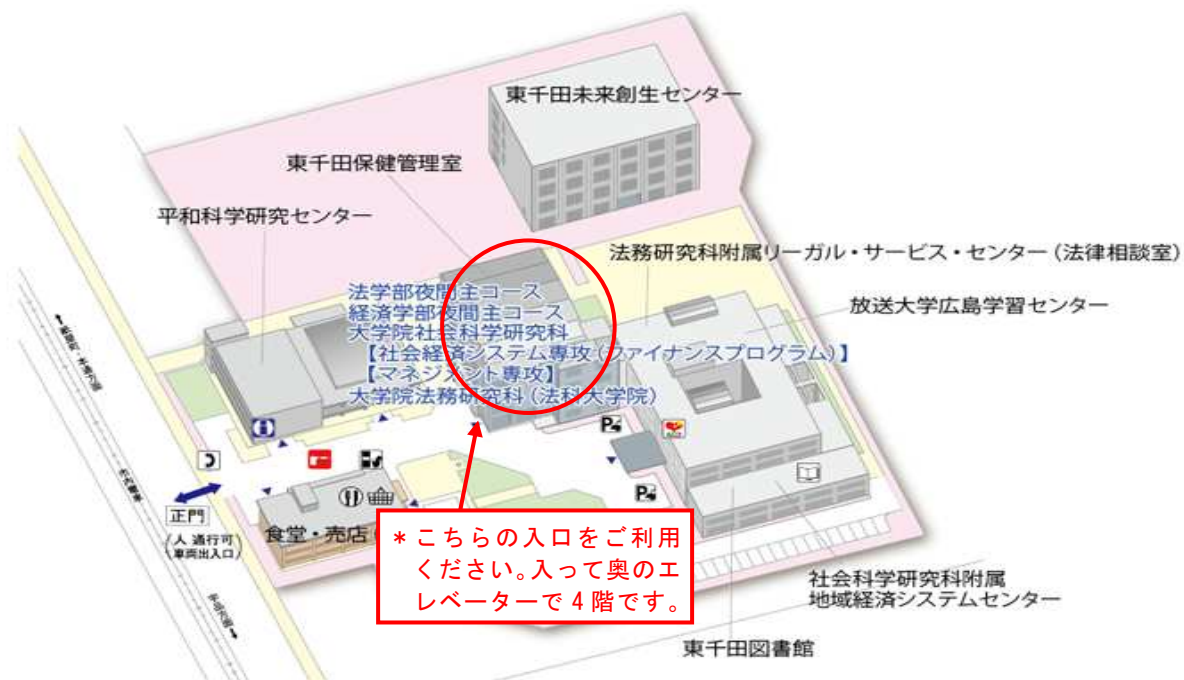 東千田未来創生センター
東千田保健管理室
平和科学研究センター
法務研究科附属リーガル・サービス・センター（法律相談室）
放送大学広島学習センター
法学部夜間主コース
経済学部夜間主コース
大学院社会科学研究科
【社会経済システム専攻（ファイナンスプログラム）】
【マネジメント専攻】
大学院法務研究科（法科大学院）
P
P
正門
（人 通行可
車両出入口）
食堂・売店
＊こちらの入口をご利用
ください。入って奥のエ
レベーターで4階です。
社会科学研究科附属
地域経済システムセンター
東千田図書館